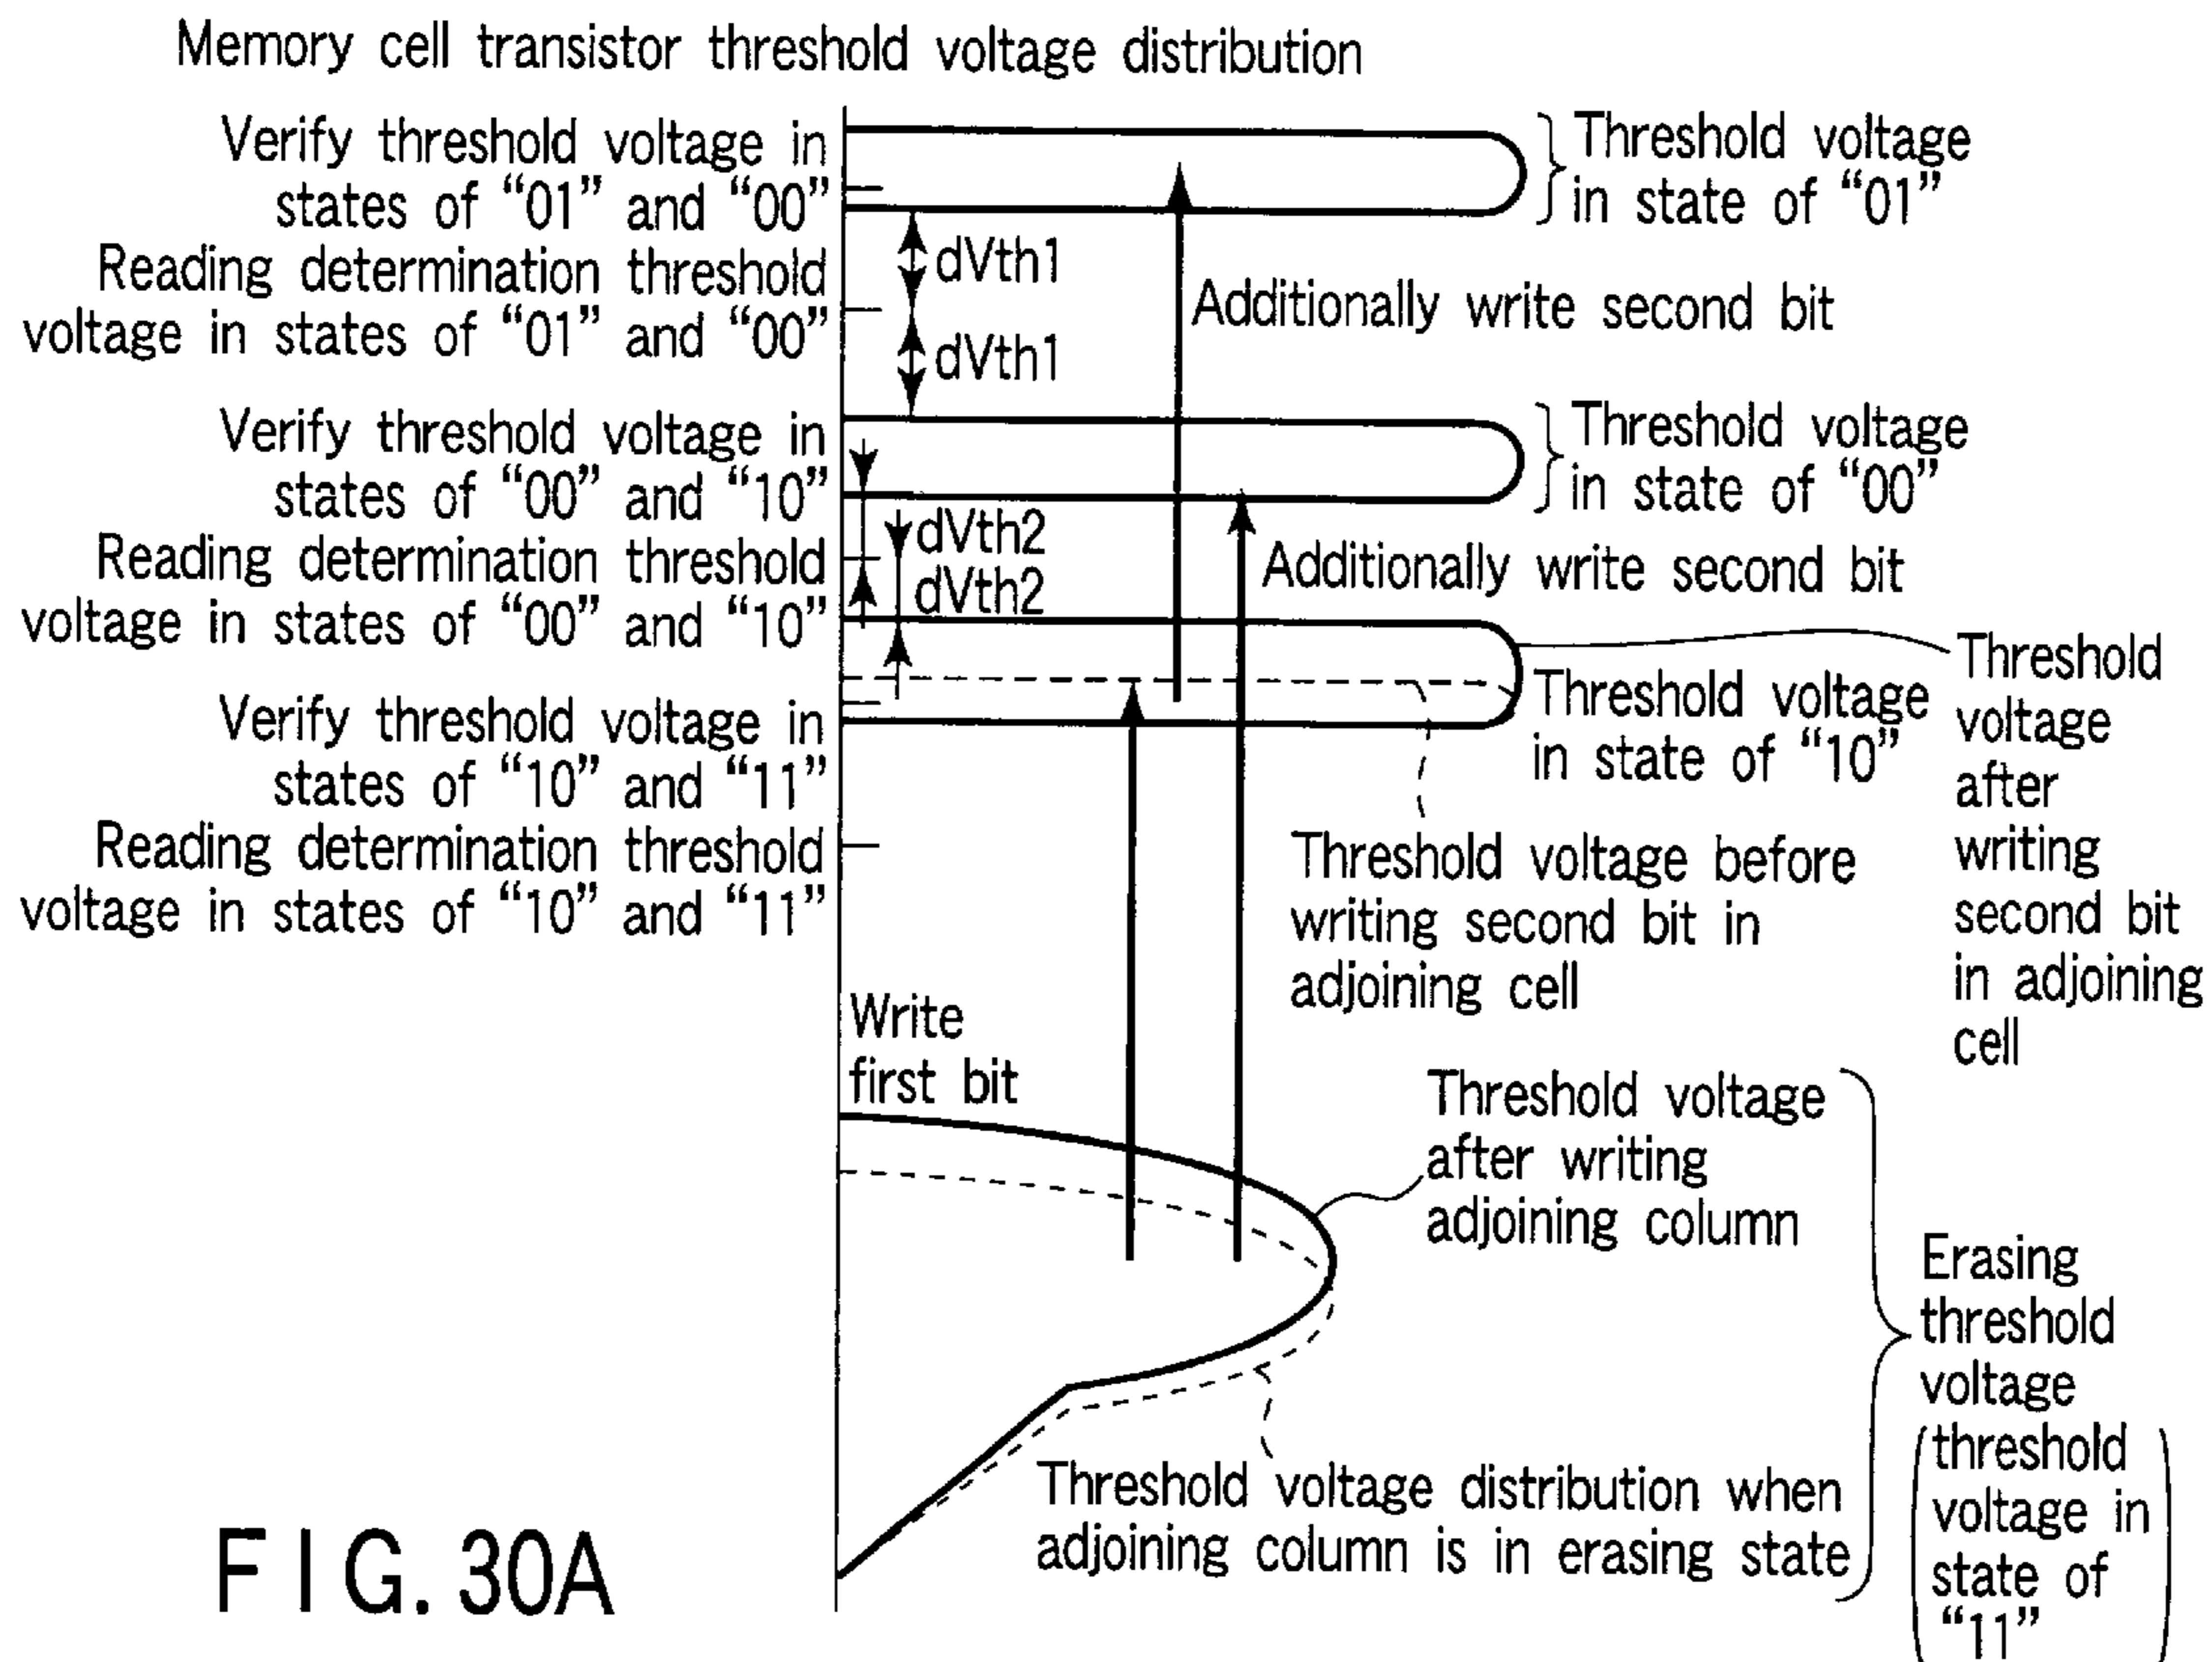 Memory cell transistor threshold voltage distribution
Verify threshold voltage in
states of “01” and “00”
Reading determination threshold
voltage in states of “01” and “00”
Verify threshold voltage in
states of “00” and “10”
Reading determination threshold
voltage in states of “00” and “10”
Verify threshold voltage in
states of “10” and “11”
Reading determination threshold
voltage in states of “10” and “11”
dVth1
dVth1
dVth2
dVth2
Additionally write second bit
Additionally write second bit
Threshold voltage
in state of “01”
Threshold voltage
in state of “00”
Threshold voltage
in state of “10”
Threshold
voltage
after
writing
second bit
in adjoining
cell
Threshold voltage before
writing second bit in
adjoining cell
Write
first bit
Threshold voltage
after writing
adjoining column
Threshold voltage distribution when
adjoining column is in erasing state
Erasing
threshold
voltage
(threshold
voltage in
state of
“11”)
FIG. 30A